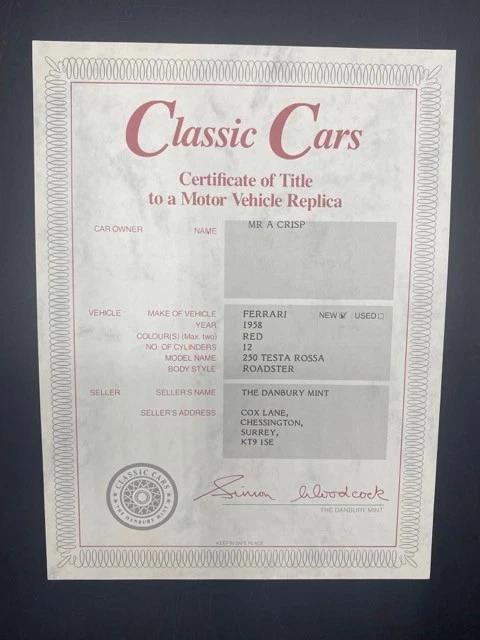 Classic Cars
Certificate of Title
to a Motor Vehicle Replica
CAR OWNER NAME MR A CRISP
VEHICLE MAKE OF VEHICLE FERRARI NEW ☑ USED ☐
YEAR 1958
COLOUR(S) (Max. two) RED
NO. OF CYLINDERS 12
MODEL NAME 250 TESTA ROSSA
BODY STYLE ROADSTER
SELLER SELLER'S NAME THE DANBURY MINT
SELLER'S ADDRESS COX LANE,
CHESSINGTON,
SURREY,
KT9 1SE
CLASSIC CARS
THE DANBURY MINT
Simon Woodcock
THE DANBURY MINT
KEEP IN SAFE PLACE